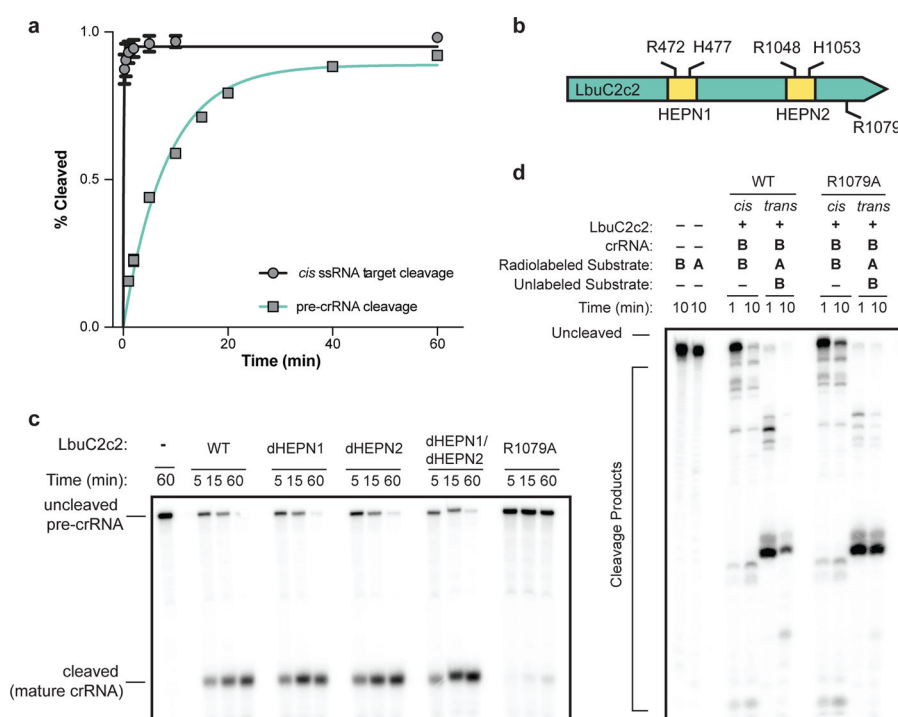 a
% Cleaved
1.0
0.5
0.0
0 20 40 60
Time (min)
cis ssRNA target cleavage
pre-crRNA cleavage
b
R472 H477 R1048 H1053
LbuC2c2
HEPN1 HEPN2
R1079
c
LbuC2c2: - WT dHEPN1 dHEPN2 dHEPN1/dHEPN2 R1079A
Time (min): 60 5 15 60 5 15 60 5 15 60 5 15 60 5 15 60
uncleaved
pre-crRNA
cleaved
(mature crRNA)
d
WT R1079A
cis trans cis trans
LbuC2c2: – – + + + +
crRNA: – – B B B B
Radiolabeled Substrate: B A B A B A
Unlabeled Substrate: – – – B – B
Time (min): 10 10 1 10 1 10 1 10 1 10
Uncleaved
Cleavage Products